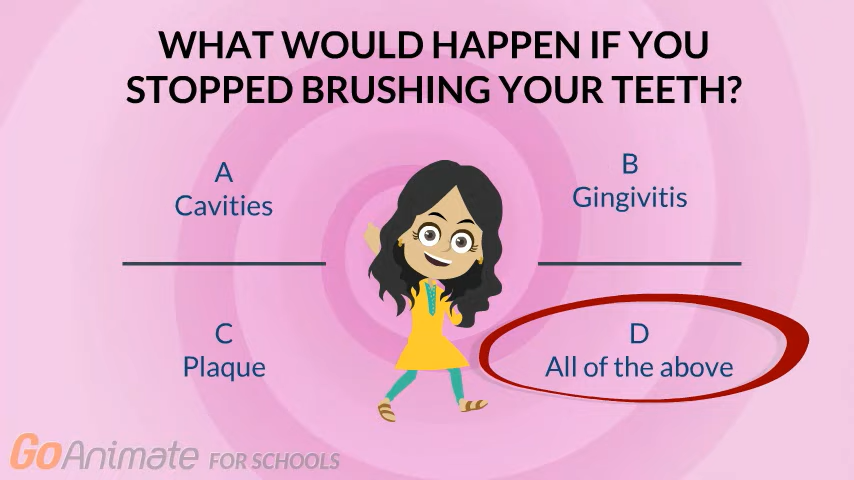 WHAT WOULD HAPPEN IF YOU
STOPPED BRUSHING YOUR TEETH?
A
Cavities
B
Gingivitis
C
Plaque
D
All of the above
GoAnimate FOR SCHOOLS